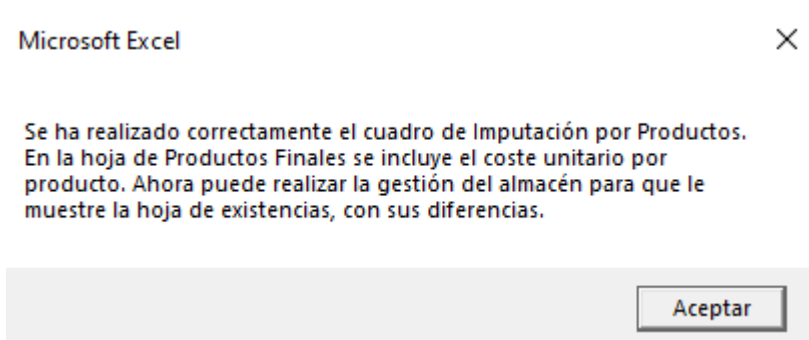 Microsoft Excel
Se ha realizado correctamente el cuadro de Imputación por Productos.
En la hoja de Productos Finales se incluye el coste unitario por
producto. Ahora puede realizar la gestión del almacén para que le
muestre la hoja de existencias, con sus diferencias.
Aceptar